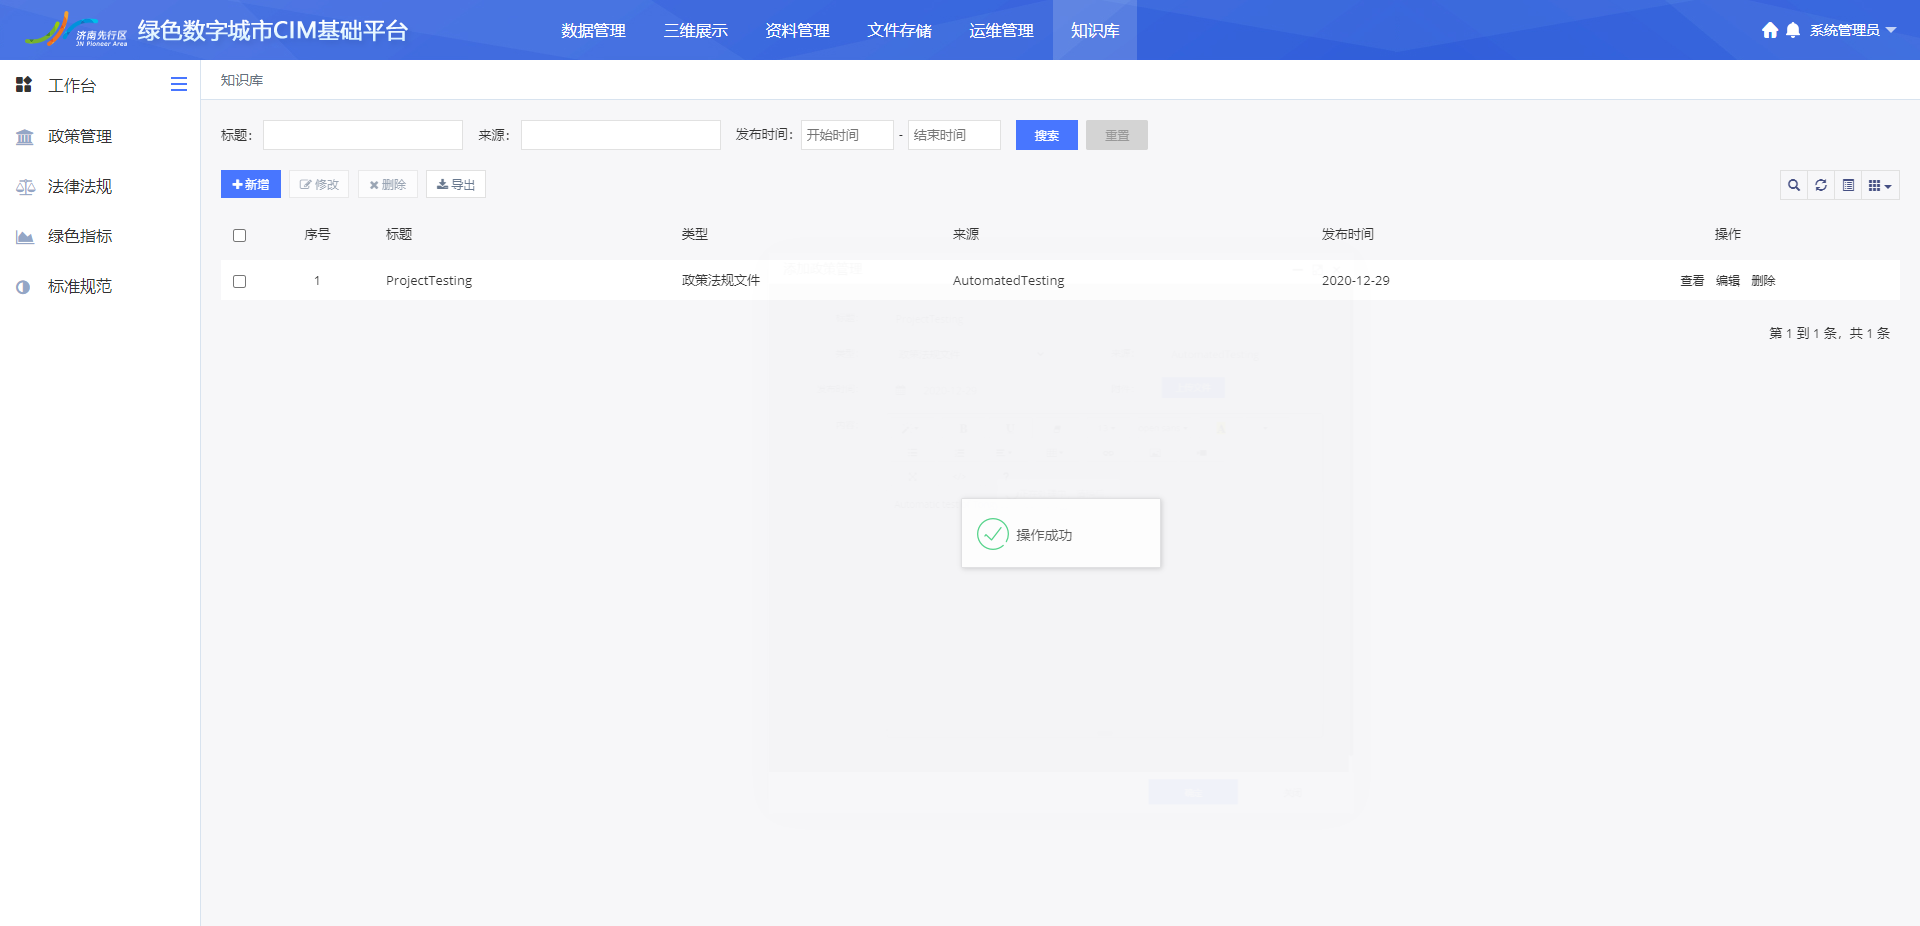 济南先行区
JN Pioneer Area
绿色数字城市CIM基础平台
数据管理 三维展示 资料管理 文件存储 运维管理 知识库
系统管理员
工作台
政策管理
法律法规
绿色指标
标准规范
知识库
标题： 来源： 发布时间： 开始时间 - 结束时间 搜索 重置
新增 修改 删除 导出
序号 标题 类型 来源 发布时间 操作
1 ProjectTesting 政策法规文件 AutomatedTesting 2020-12-29 查看 编辑 删除
第 1 到 1 条，共 1 条
操作成功